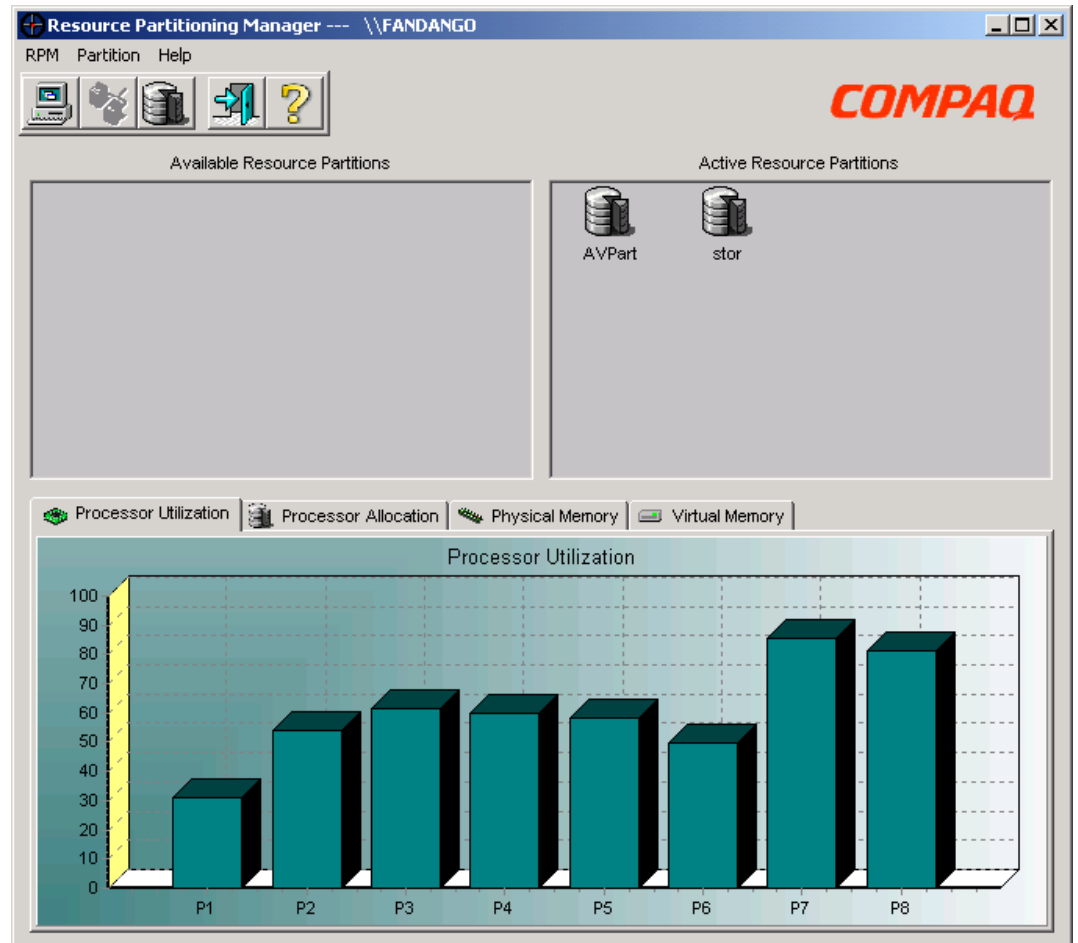 Resource Partitioning Manager --- \\FANDANGO
RPM Partition Help
COMPAQ
Available Resource Partitions
Active Resource Partitions
AVPart
stor
Processor Utilization
Processor Allocation
Physical Memory
Virtual Memory
Processor Utilization
100
90
80
70
60
50
40
30
20
10
0
P1 P2 P3 P4 P5 P6 P7 P8